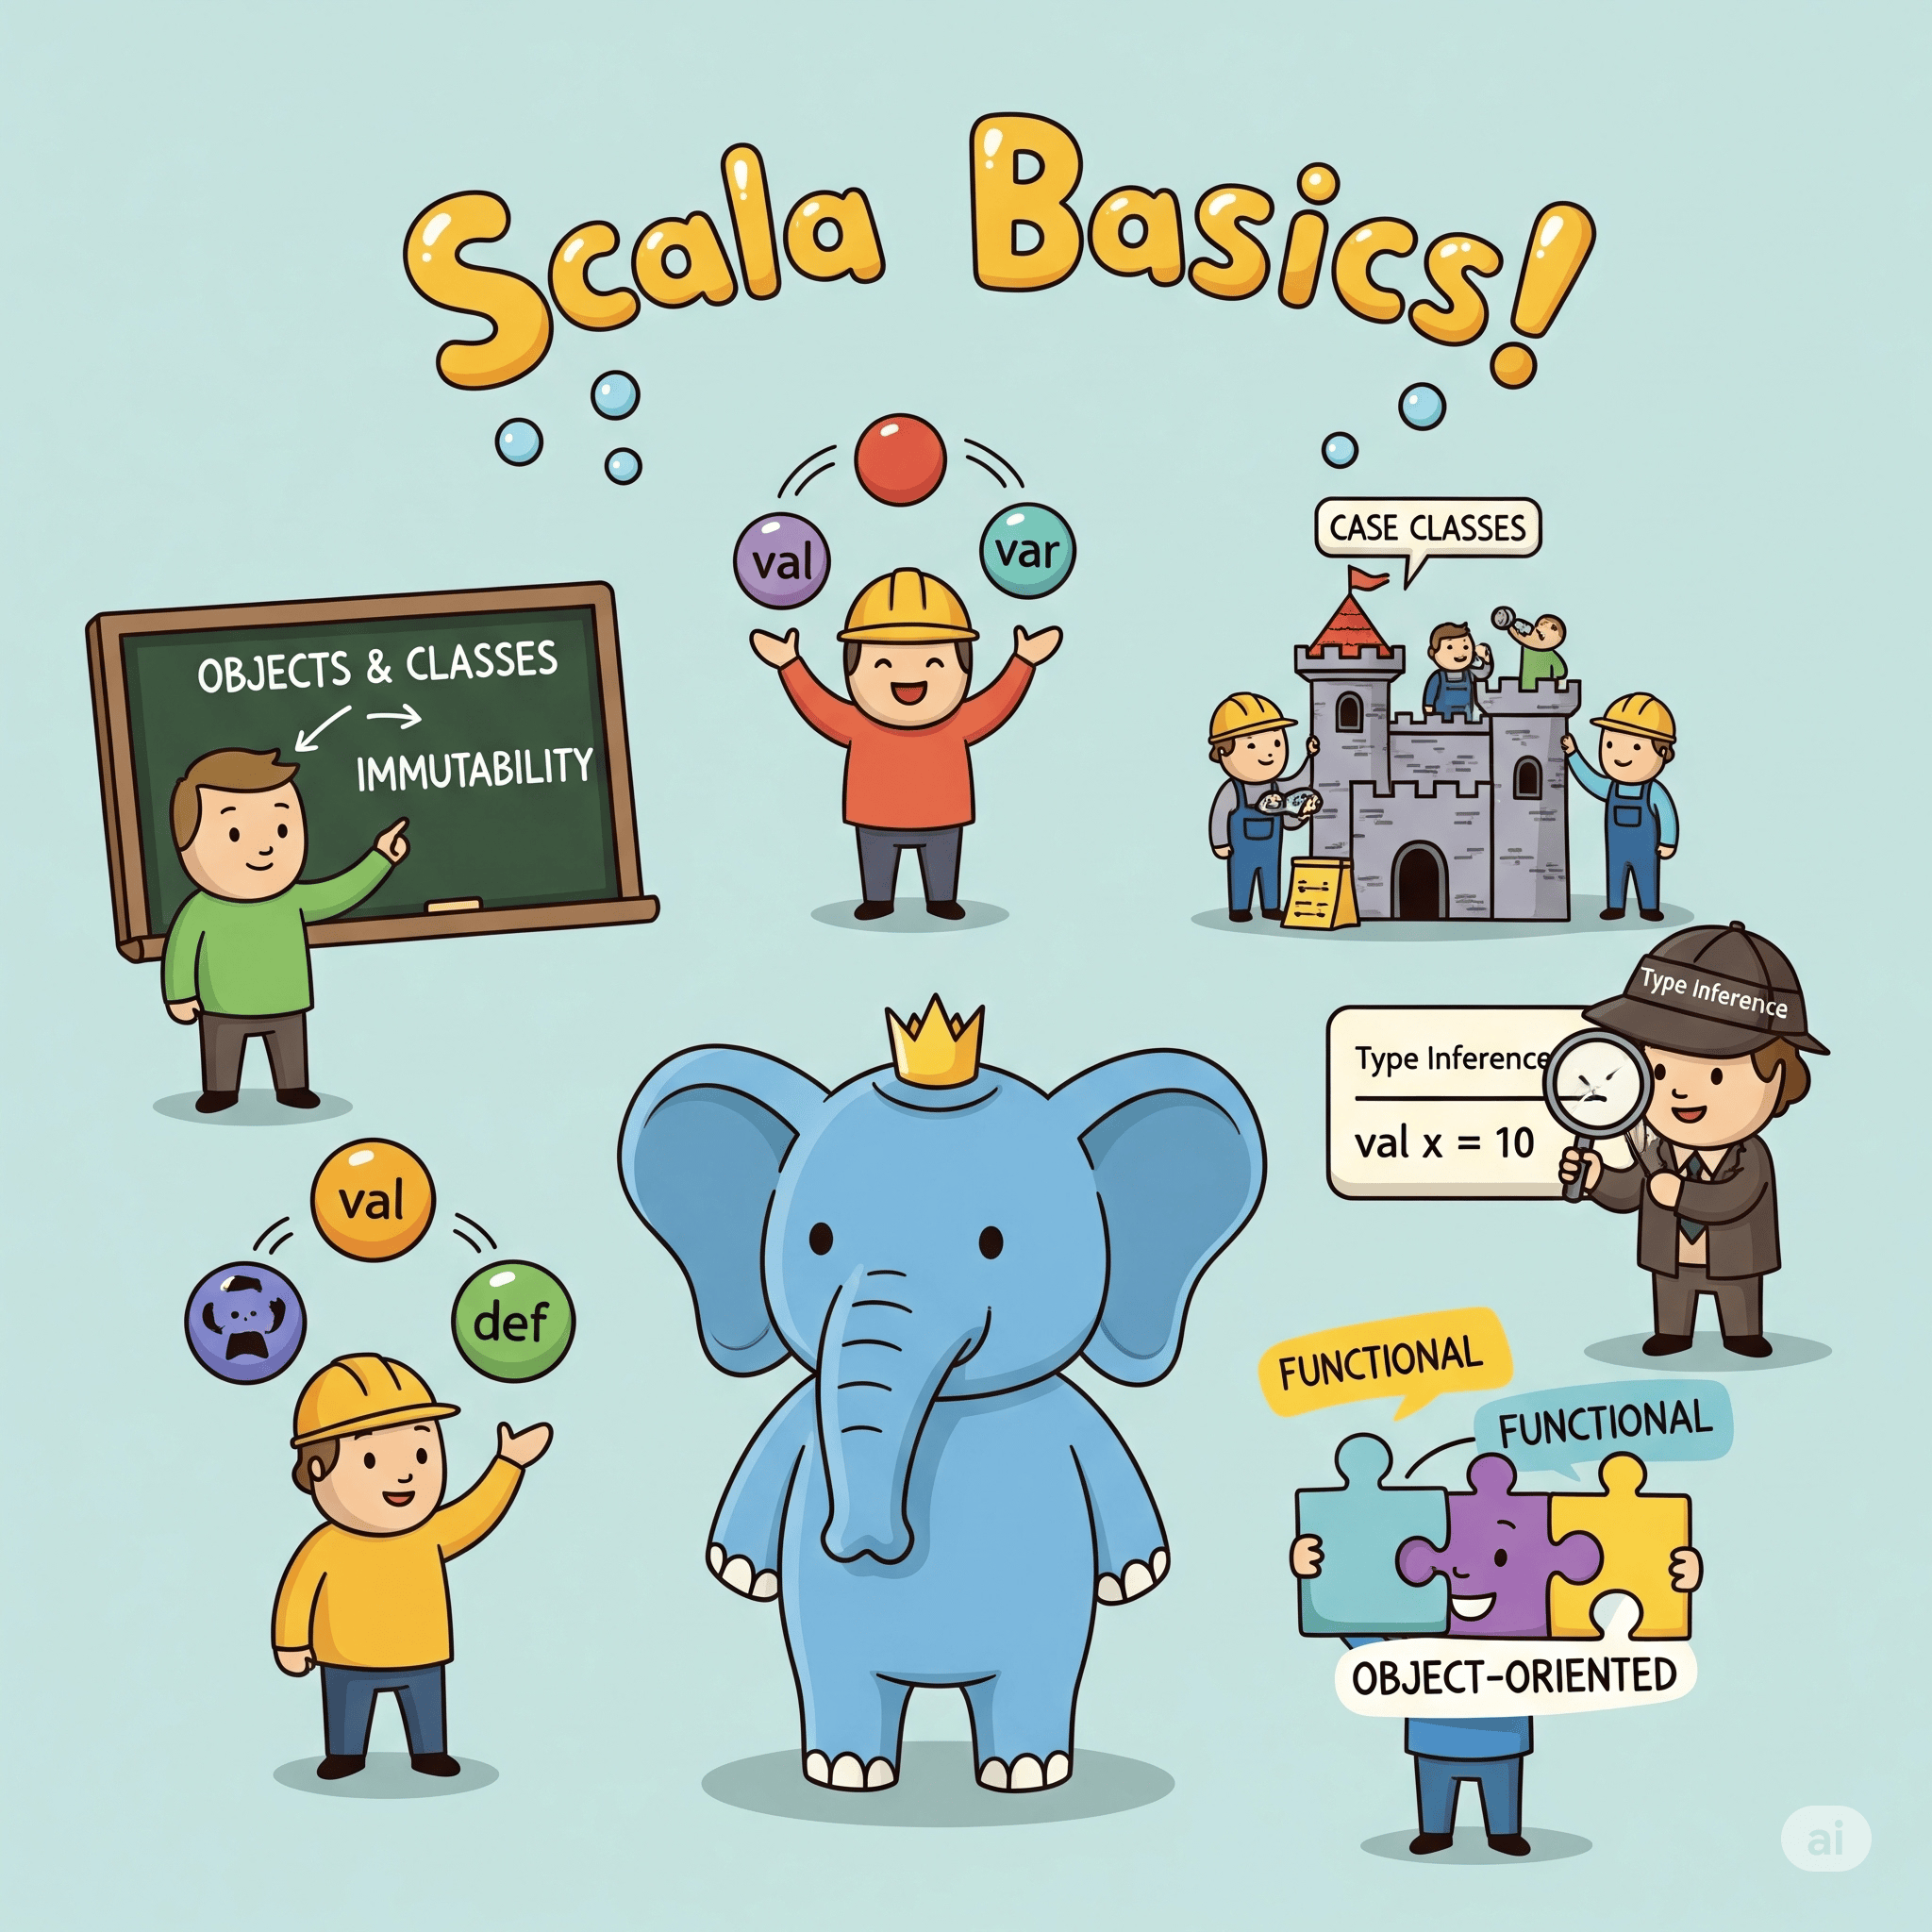 Scala Basics!
val
var
CASE CLASSES
OBJECTS & CLASSES
IMMUTABILITY
Type Inference
Type Inference
val x = 10
val
def
FUNCTIONAL
FUNCTIONAL
OBJECT-ORIENTED
ai